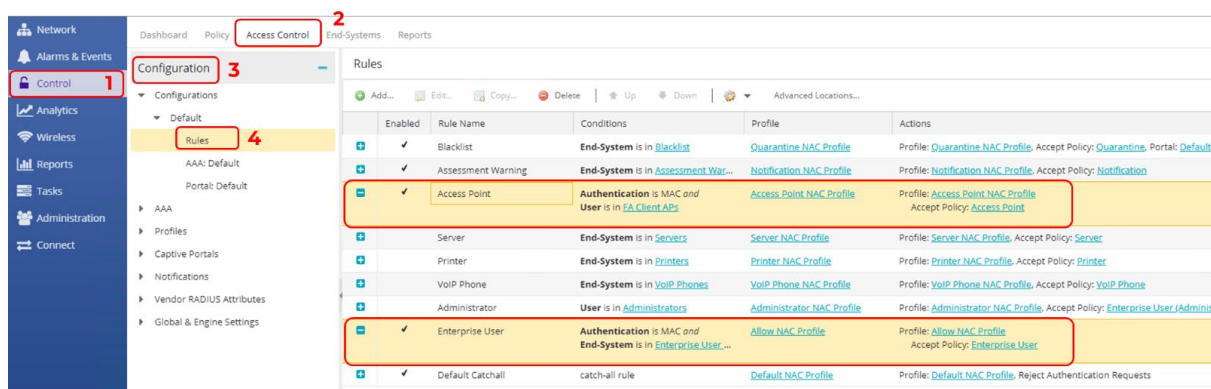 2
Network
Dashboard Policy Access Control End-Systems Reports
Alarms & Events
Configuration 3
Rules
Control 1
Configurations
Add... Edit... Copy... Delete Up Down Advanced Locations...
Analytics
Default
Enabled Rule Name Conditions Profile Actions
Wireless
Rules 4
Blacklist End-System is in Blacklist Quarantine NAC Profile Profile: Quarantine NAC Profile, Accept Policy: Quarantine, Portal: Default
Reports
AAA: Default
Assessment Warning End-System is in Assessment War... Notification NAC Profile Profile: Notification NAC Profile, Accept Policy: Notification
Tasks
Portal: Default
Access Point Authentication is MAC and Access Point NAC Profile Profile: Access Point NAC Profile
User is in FA Client APs Accept Policy: Access Point
Administration
AAA
Profiles
Connect
Server End-System is in Servers Server NAC Profile Profile: Server NAC Profile, Accept Policy: Server
Captive Portals
Printer End-System is in Printers Printer NAC Profile Profile: Printer NAC Profile, Accept Policy: Printer
Notifications
VoIP Phone End-System is in VoIP Phones VoIP Phone NAC Profile Profile: VoIP Phone NAC Profile, Accept Policy: VoIP Phone
Vendor RADIUS Attributes
Administrator User is in Administrators Administrator NAC Profile Profile: Administrator NAC Profile, Accept Policy: Enterprise User (Adminis
Global & Engine Settings
Enterprise User Authentication is MAC and Allow NAC Profile Profile: Allow NAC Profile
End-System is in Enterprise User ... Accept Policy: Enterprise User
Default Catchall catch-all rule Default NAC Profile Profile: Default NAC Profile, Reject Authentication Requests